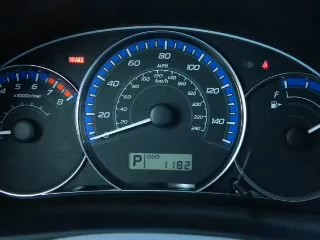 BRAKE
60 80 100
MPH
40 120
20 140
80 100 120 140 160
km/h
60 180
40 200
20 220
240
4 5 6 7 8
x1000r/min
F
P ODO
1182